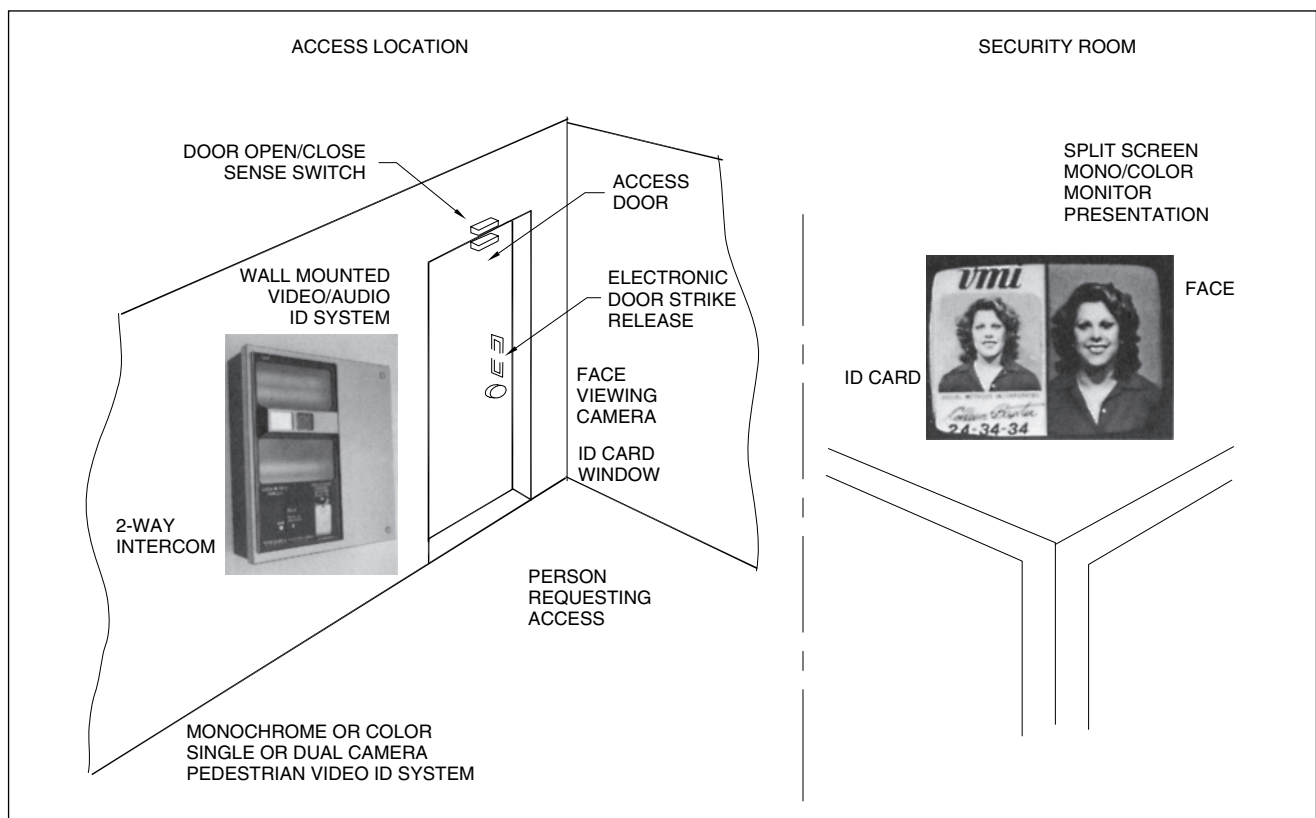 ACCESS LOCATION
SECURITY ROOM
DOOR OPEN/CLOSE
SENSE SWITCH
ACCESS
DOOR
WALL MOUNTED
VIDEO/AUDIO
ID SYSTEM
ELECTRONIC
DOOR STRIKE
RELEASE
FACE
VIEWING
CAMERA
ID CARD
WINDOW
2-WAY
INTERCOM
PERSON
REQUESTING
ACCESS
MONOCHROME OR COLOR
SINGLE OR DUAL CAMERA
PEDESTRIAN VIDEO ID SYSTEM
SPLIT SCREEN
MONO/COLOR
MONITOR
PRESENTATION
FACE
ID CARD
vmi
24-34-34